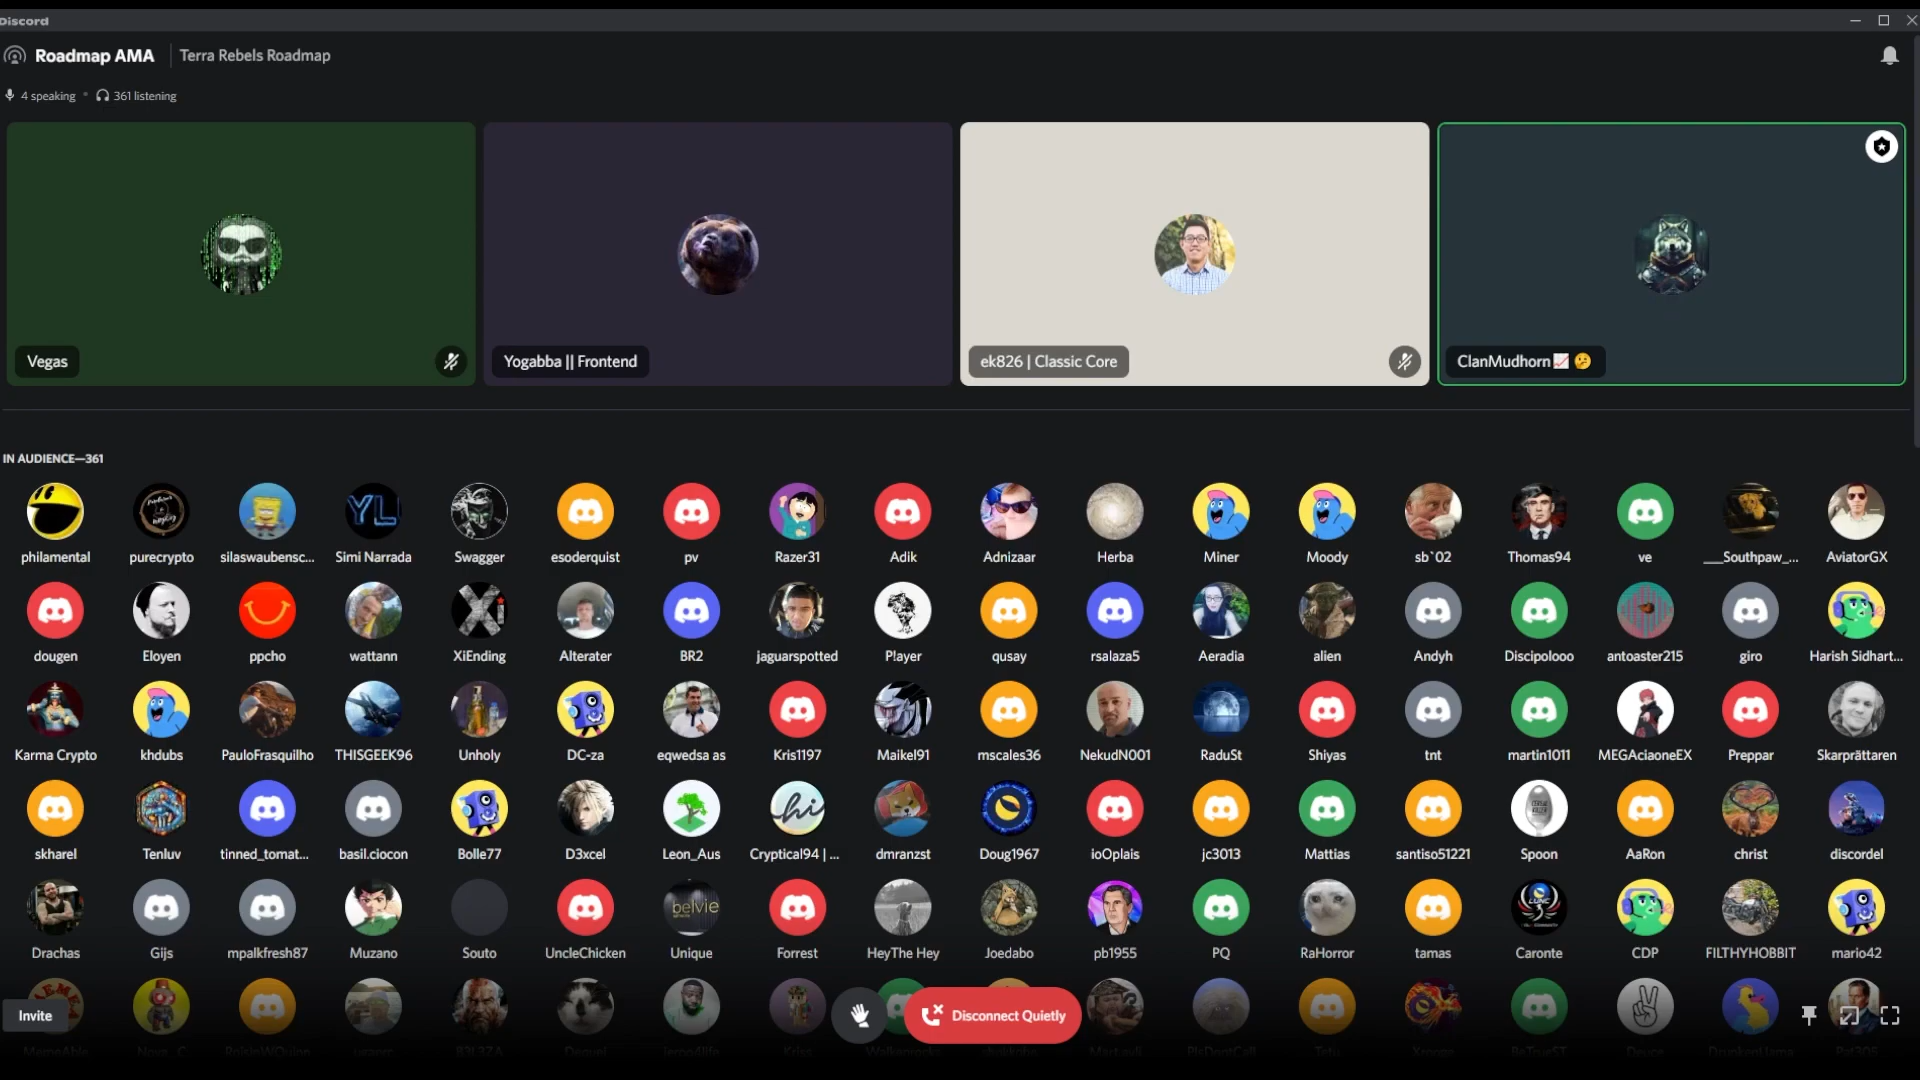 Discord
Roadmap AMA Terra Rebels Roadmap
4 speaking • 361 listening
Vegas
Yogabba || Frontend
ek826 | Classic Core
ClanMudhorn📈 🤔
IN AUDIENCE—361
YL
philamental purecrypto silaswaubensc... Simi Narrada Swagger esoderquist pv Razer31 Adik Adnizaar Herba Miner Moody sb`02 Thomas94 ve ___Southpaw_... AviatorGX
Xi
dougen Eloyen ppcho wattann XiEnding Alterater BR2 jaguarspotted Player qusay rsalaza5 Aeradia alien Andyh Discipolooo antoaster215 giro Harish Sidhart...
Karma Crypto khdubs PauloFrasquilho THISGEEK96 Unholy DC-za eqwedsa as Kris1197 Maikel91 mscales36 NekudN001 RaduSt Shiyas tnt martin1011 MEGAciaoneEX Preppar Skarprättaren
hi
skharel Tenluv tinned_tomat... basil.ciocon Bolle77 D3xcel Leon_Aus Cryptical94 | ... dmranzst Doug1967 ioOplais jc3013 Mattias santiso51221 Spoon AaRon christ discordel
belvie LUNC
Drachas Gijs mpalkfresh87 Muzano Souto UncleChicken Unique Forrest HeyThe Hey Joedabo pb1955 PQ RaHorror tamas Caronte CDP FILTHYHOBBIT mario42
Invite
Disconnect Quietly